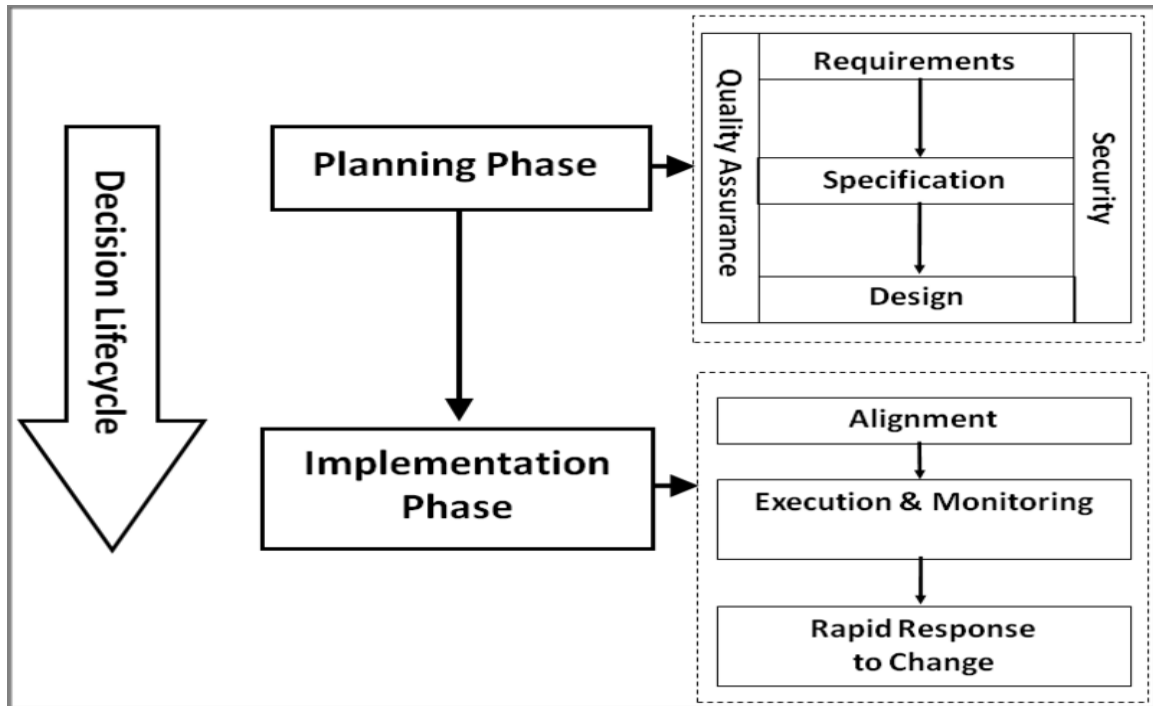 Decision Lifecycle
Planning Phase
Quality Assurance
Requirements
Specification
Design
Security
Implementation
Phase
Alignment
Execution & Monitoring
Rapid Response
to Change